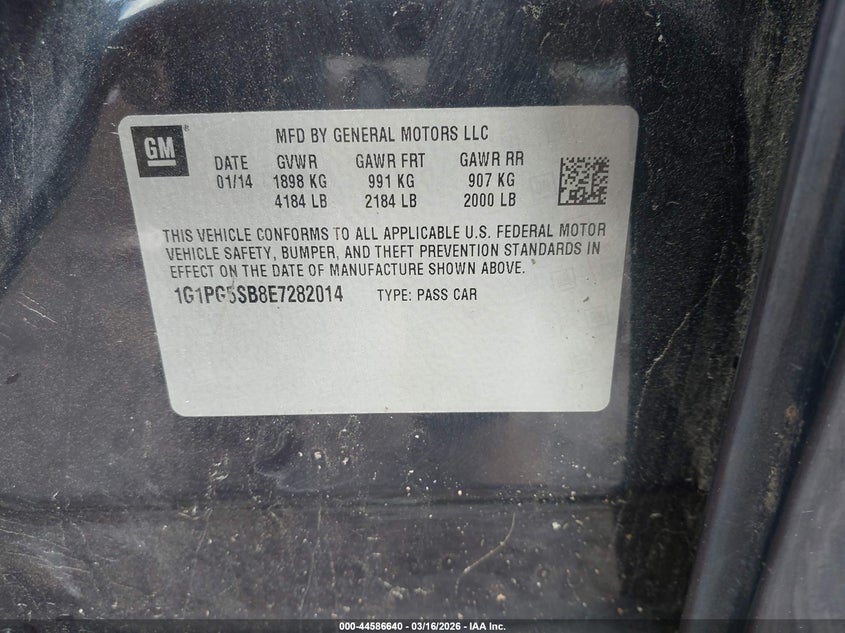 GM
MFD BY GENERAL MOTORS LLC
DATE GVWR GAWR FRT GAWR RR
01/14 1898 KG 991 KG 907 KG
4184 LB 2184 LB 2000 LB
THIS VEHICLE CONFORMS TO ALL APPLICABLE U.S. FEDERAL MOTOR
VEHICLE SAFETY, BUMPER, AND THEFT PREVENTION STANDARDS IN
EFFECT ON THE DATE OF MANUFACTURE SHOWN ABOVE.
1G1PG5SB8E7282014 TYPE: PASS CAR
000-44586640 - 03/16/2026 - IAA Inc.